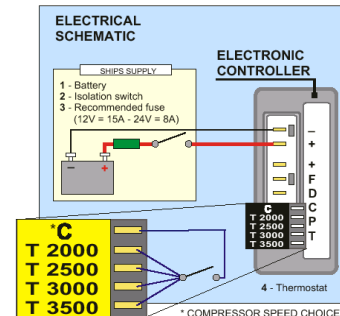 ELECTRICAL
SCHEMATIC
SHIPS SUPPLY
1 - Battery
2 - Isolation switch
3 - Recommended fuse
(12V = 15A - 24V = 8A)
ELECTRONIC
CONTROLLER
–
+
+
F
D
C
P
T
C
T 2000
T 2500
T 3000
T 3500
*C
T 2000
T 2500
T 3000
T 3500
– +
4 - Thermostat
* COMPRESSOR SPEED CHOICE